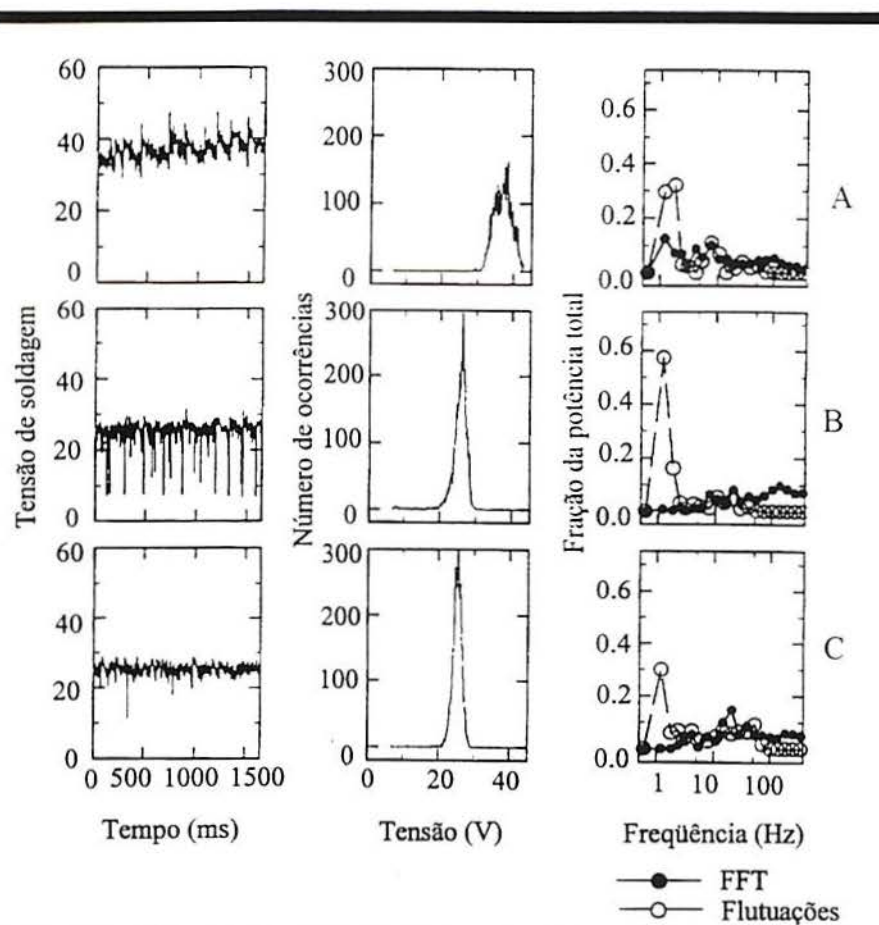 60
40
20
0
300
200
100
0
0.6
0.4
0.2
0.0
A
60
40
20
0
300
200
100
0
0.6
0.4
0.2
0.0
B
60
40
20
0
300
200
100
0
0.6
0.4
0.2
0.0
C
Tensão de soldagem
Número de ocorrências
Fração da potência total
0 500 1000 1500
0 20 40
1 10 100
Tempo (ms)
Tensão (V)
Freqüência (Hz)
FFT
Flutuações